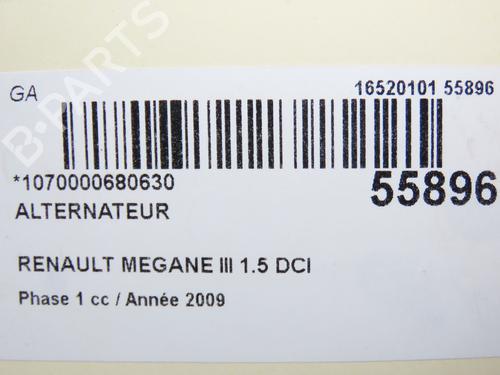 GA
16520101 55896
*1070000680630
55896
ALTERNATEUR
RENAULT MEGANE III 1.5 DCI
Phase 1 cc / Année 2009
B-PARTS